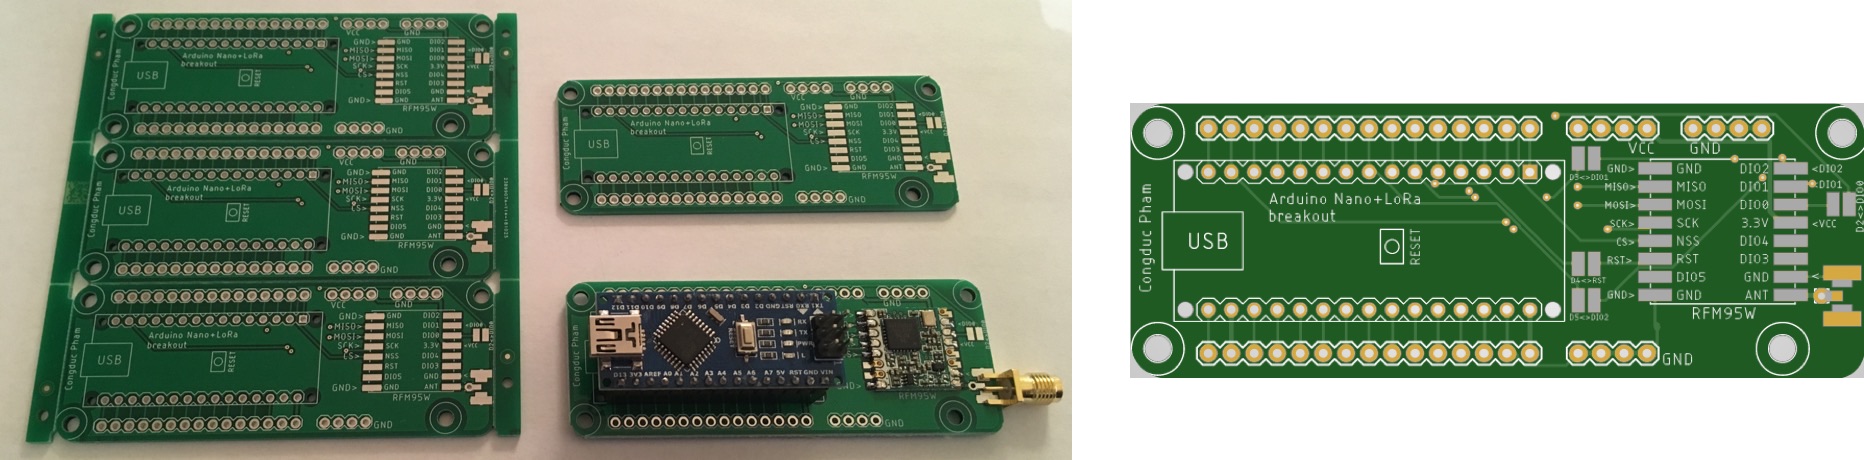 Congduc Pham
USB
Arduino Nano+LoRa
breakout
RESET
VCC
GND
GND>
MISO>
MOSI>
SCK>
CS>
GND>
GND
MISO
MOSI
SCK
NSS
RST
DIO5
GND
DIO2
DIO1
DIO0
3.3V
DIO4
DIO3
GND
ANT
RFM95W
<DIO0
<VCC
GND
Congduc Pham
USB
Arduino Nano+LoRa
breakout
RESET
VCC
GND
GND>
MISO>
MOSI>
SCK>
CS>
GND>
GND
MISO
MOSI
SCK
NSS
RST
DIO5
GND
DIO2
DIO1
DIO0
3.3V
DIO4
DIO3
GND
ANT
RFM95W
<DIO0
<VCC
GND
Congduc Pham
USB
Arduino Nano+LoRa
breakout
RESET
VCC
GND
GND>
MISO>
MOSI>
SCK>
CS>
GND>
GND
MISO
MOSI
SCK
NSS
RST
DIO5
GND
DIO2
DIO1
DIO0
3.3V
DIO4
DIO3
GND
ANT
RFM95W
<DIO0
<VCC
GND
Congduc Pham
USB
Arduino Nano+LoRa
breakout
RESET
VCC
GND
GND>
MISO>
MOSI>
SCK>
CS>
GND>
GND
MISO
MOSI
SCK
NSS
RST
DIO5
GND
DIO2
DIO1
DIO0
3.3V
DIO4
DIO3
GND
ANT
RFM95W
<VCC
GND
D12 D11 D10 D9 D8 D7 D6 D5 D4 D3 D2 GND RST RX0 TX1
RX
TX
PWR
L
D13 3V3 AREF A0 A1 A2 A3 A4 A5 A6 A7 5V RST GND VIN
GND>
RFM95W
GND
Congduc Pham
USB
Arduino Nano+LoRa
breakout
RESET
VCC
GND
D3<>DIO1
GND>
MISO>
MOSI>
SCK>
CS>
RST>
D4<>RST
GND>
D5<>DIO2
GND
MISO
MOSI
SCK
NSS
RST
DIO5
GND
DIO2
DIO1
DIO0
3.3V
DIO4
DIO3
GND
ANT
<DIO2
<DIO1
<VCC
D2<>DIO0
RFM95W
GND